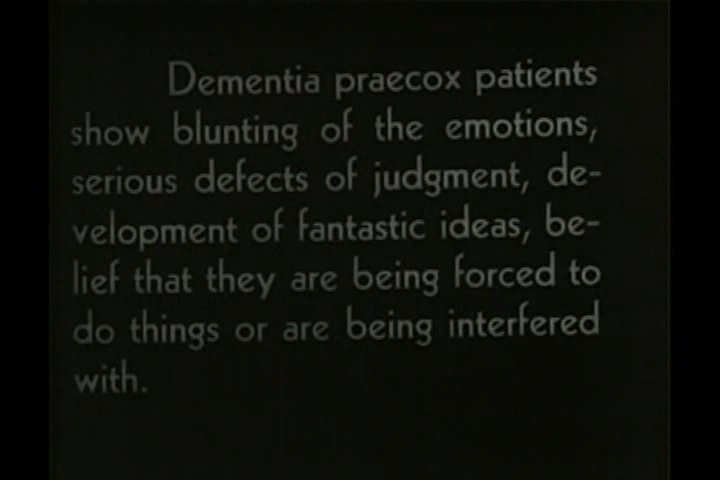 Dementia praecox patients
show blunting of the emotions,
serious defects of judgment, de-
velopment of fantastic ideas, be-
lief that they are being forced to
do things or are being interfered
with.